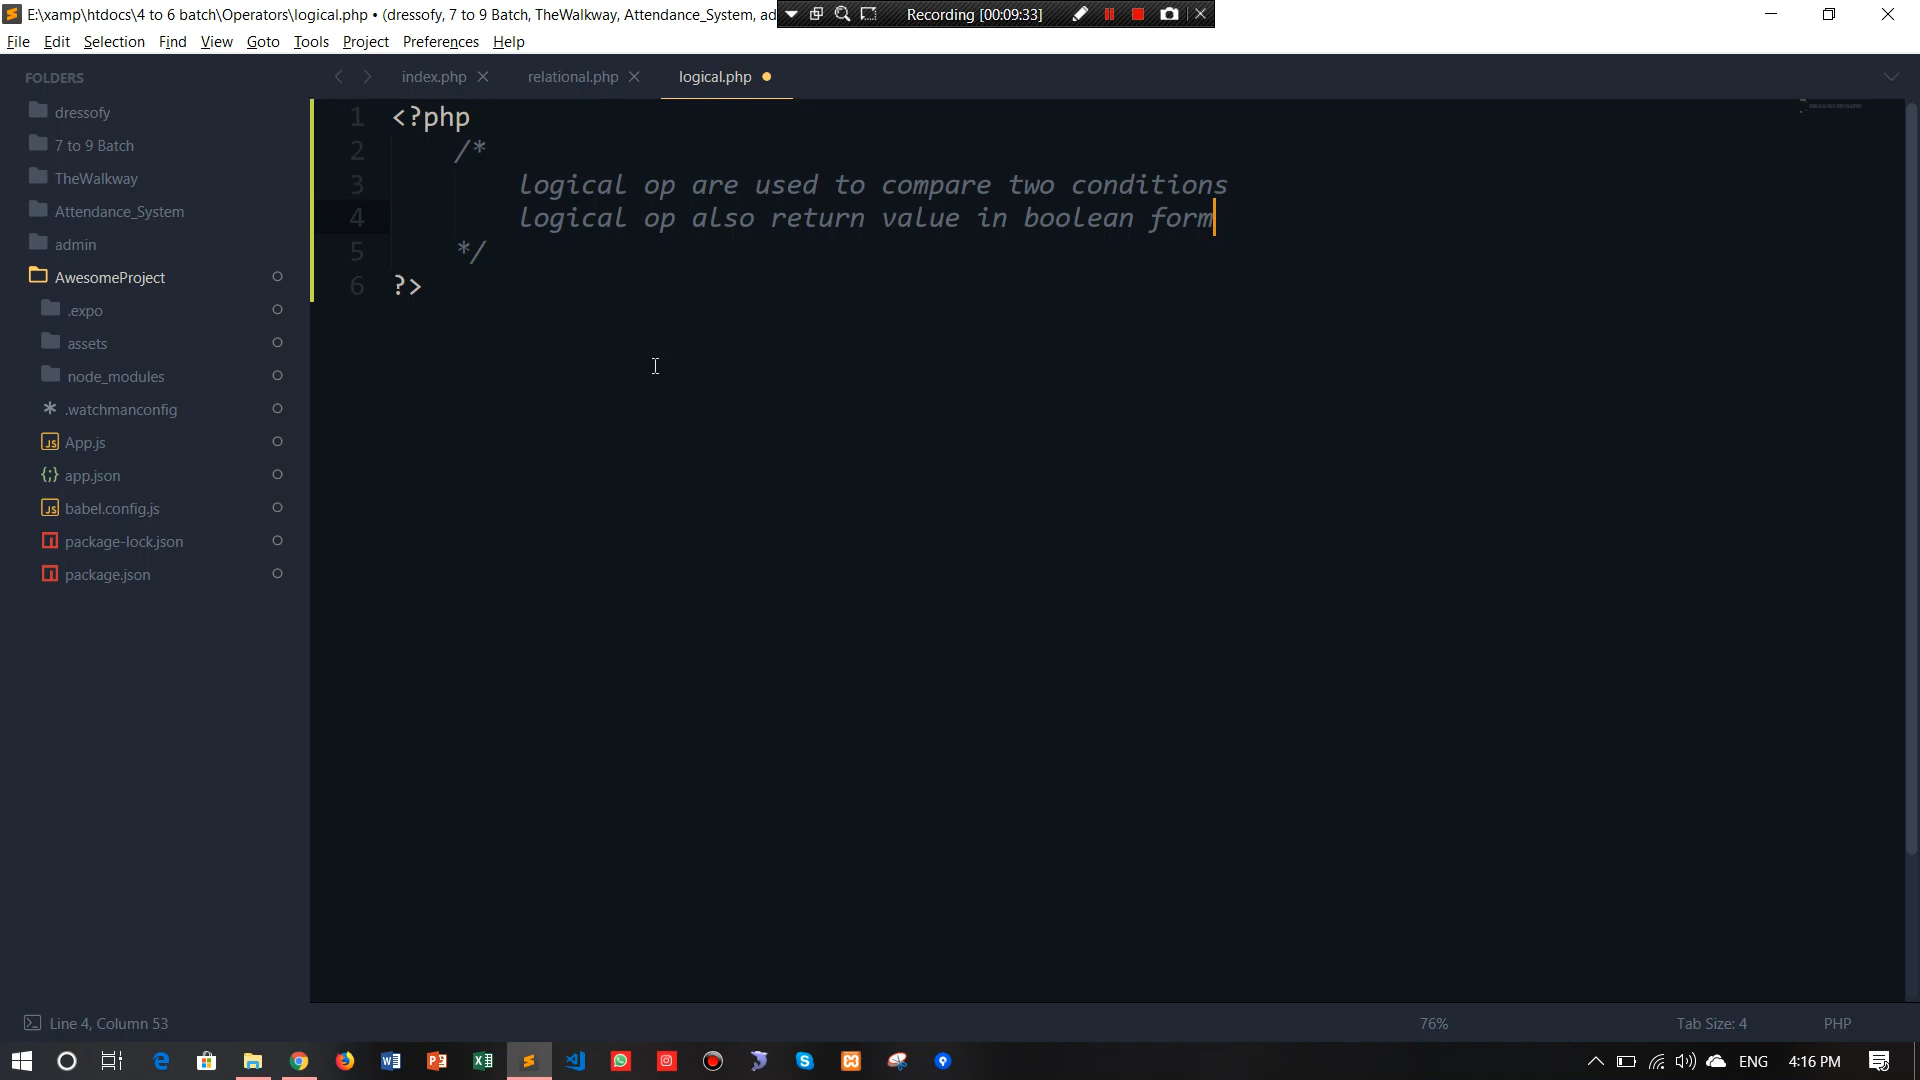 E:\xamp\htdocs\4 to 6 batch\Operators\logical.php • (dressofy, 7 to 9 Batch, TheWalkway, Attendance_System, ad
Recording [00:09:33]
File Edit Selection Find View Goto Tools Project Preferences Help
FOLDERS
dressofy
7 to 9 Batch
TheWalkway
Attendance_System
admin
AwesomeProject
.expo
assets
node_modules
.watchmanconfig
App.js
app.json
babel.config.js
package-lock.json
package.json
index.php relational.php logical.php
1 <?php
2 /*
3 logical op are used to compare two conditions
4 logical op also return value in boolean form
5 */
6 ?>
Line 4, Column 53 76% Tab Size: 4 PHP
ENG 4:16 PM